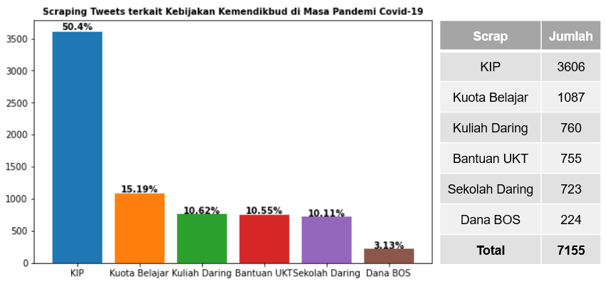 Scraping Tweets terkait Kebijakan Kemendikbud di Masa Pandemi Covid-19
3500
3000
2500
2000
1500
1000
500
0
50.4%
15.19%
10.62%
10.55%
10.11%
3.13%
KIP Kuota Belajar Kuliah Daring Bantuan UKT Sekolah Daring Dana BOS
Scrap Jumlah
KIP 3606
Kuota Belajar 1087
Kuliah Daring 760
Bantuan UKT 755
Sekolah Daring 723
Dana BOS 224
Total 7155